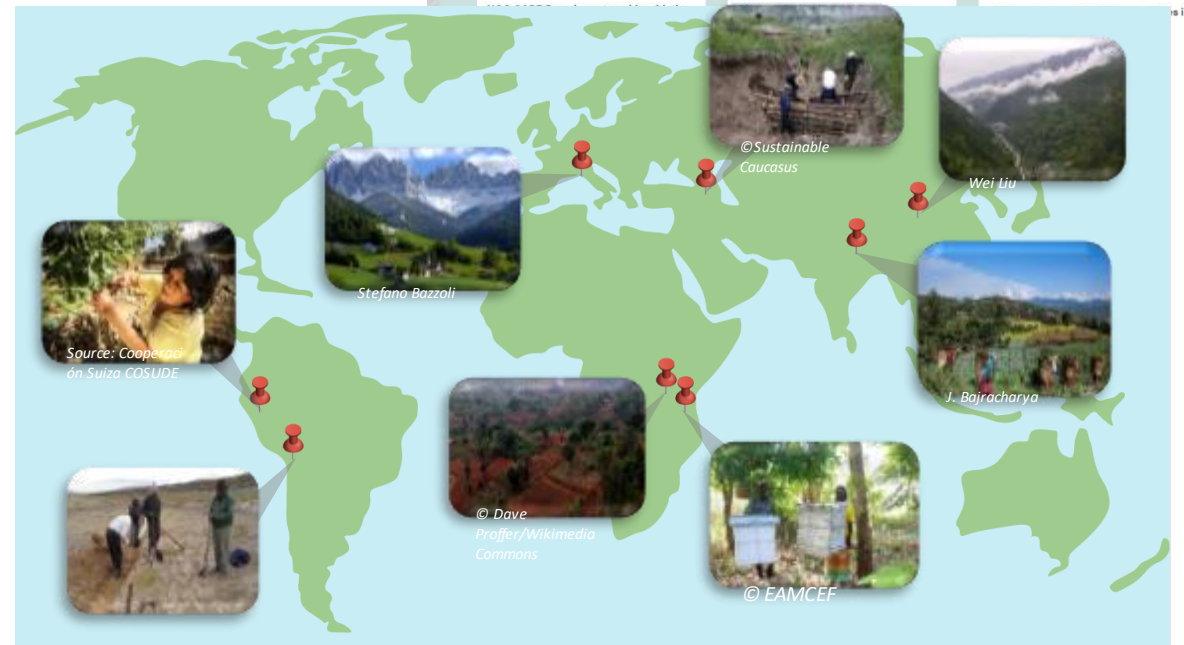 ©Sustainable
Caucasus
Wei Liu
Stefano Bazzoli
Source: Cooperaci
ón Suiza COSUDE
J. Bajracharya
© Dave
Proffer/Wikimedia
Commons
© EAMCEF